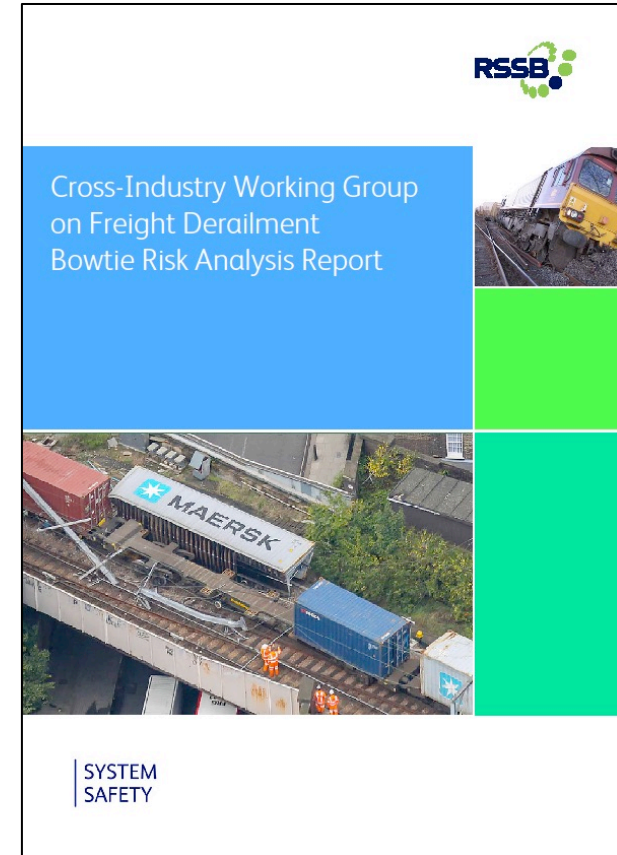 RSSB
Cross-Industry Working Group
on Freight Derailment
Bowtie Risk Analysis Report
MAERSK
SYSTEM
SAFETY